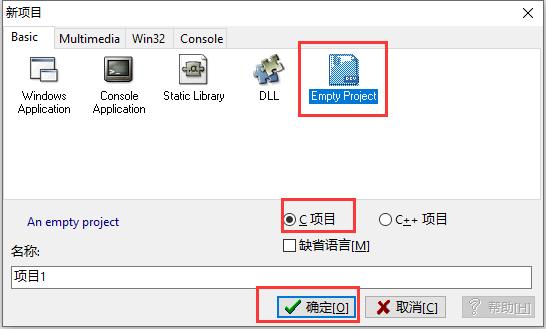 新项目
Basic Multimedia Win32 Console
Windows Application
Console Application
Static Library
DLL
Empty Project
DEV
An empty project
C 项目
C++ 项目
缺省语言[M]
名称:
项目1
确定[O]
取消[C]
帮助[H]